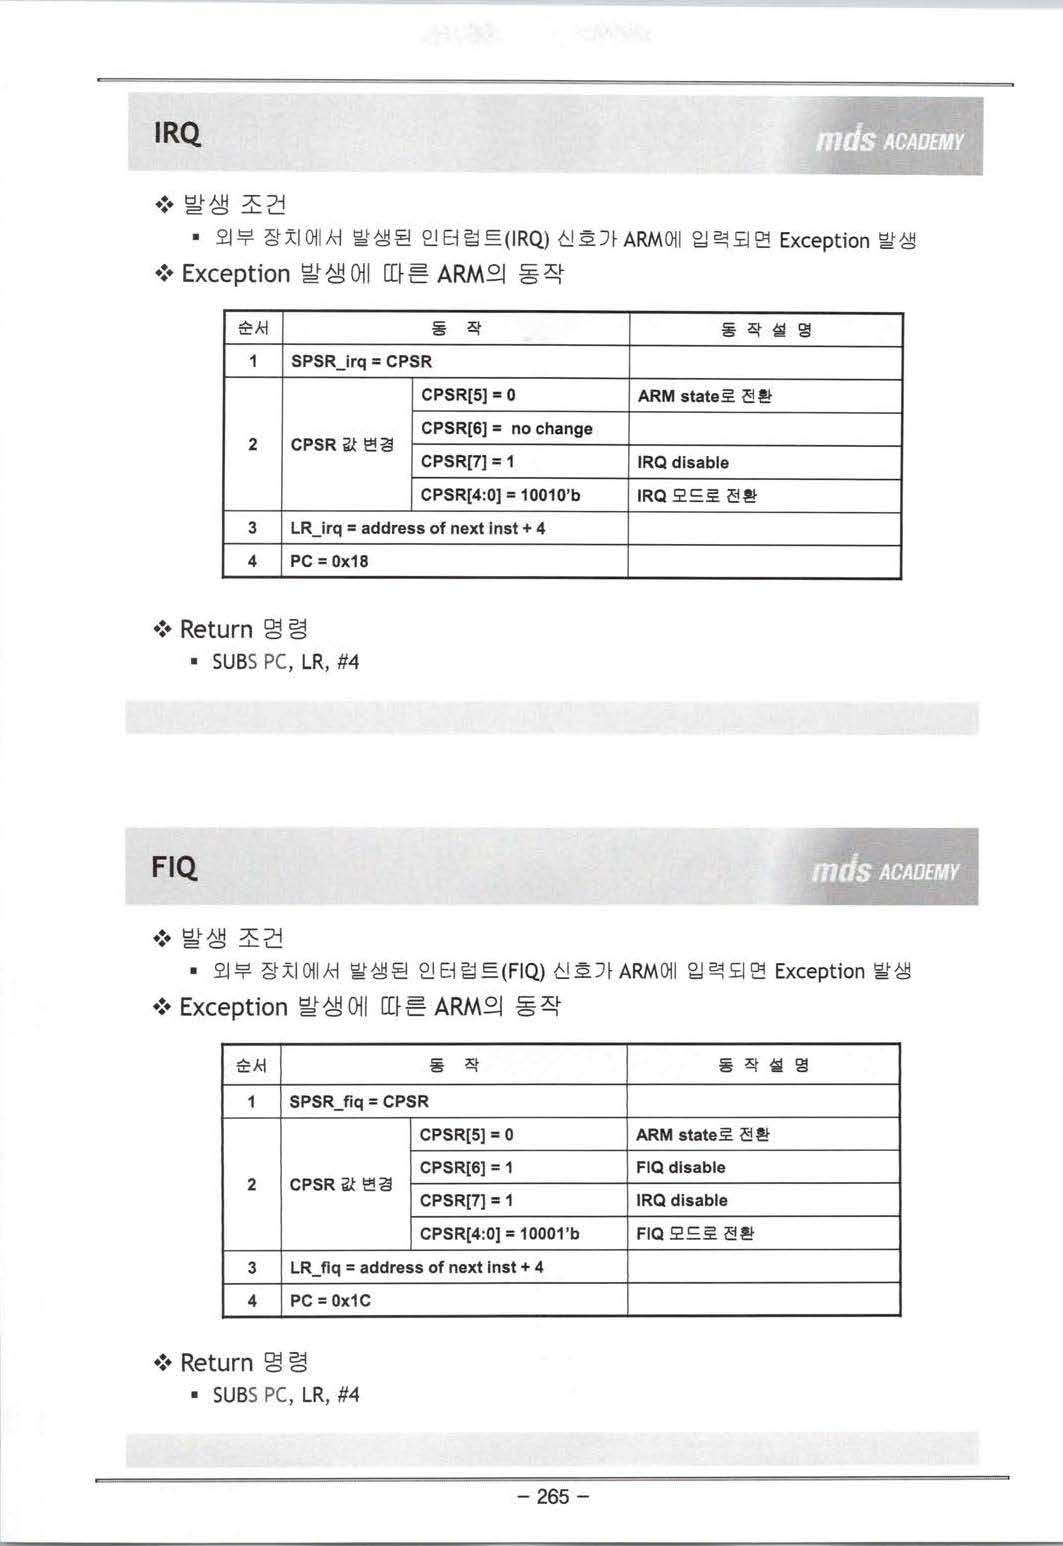 IRQ
mds ACADEMY
❖ 발생 조건
▪ 외부 장치에서 발생된 인터럽트(IRQ) 신호가 ARM에 입력되면 Exception 발생
❖ Exception 발생에 따른 ARM의 동작
순서 동 작 동 작 설 명
1 SPSR_irq = CPSR
CPSR[5] = 0 ARM state로 전환
CPSR[6] = no change
2 CPSR 값 변경
CPSR[7] = 1 IRQ disable
CPSR[4:0] = 10010'b IRQ 모드로 전환
3 LR_irq = address of next inst + 4
4 PC = 0x18
❖ Return 명령
▪ SUBS PC, LR, #4
FIQ
mds ACADEMY
❖ 발생 조건
▪ 외부 장치에서 발생된 인터럽트(FIQ) 신호가 ARM에 입력되면 Exception 발생
❖ Exception 발생에 따른 ARM의 동작
순서 동 작 동 작 설 명
1 SPSR_fiq = CPSR
CPSR[5] = 0 ARM state로 전환
CPSR[6] = 1 FIQ disable
2 CPSR 값 변경
CPSR[7] = 1 IRQ disable
CPSR[4:0] = 10001'b FIQ 모드로 전환
3 LR_fiq = address of next inst + 4
4 PC = 0x1C
❖ Return 명령
▪ SUBS PC, LR, #4
- 265 -